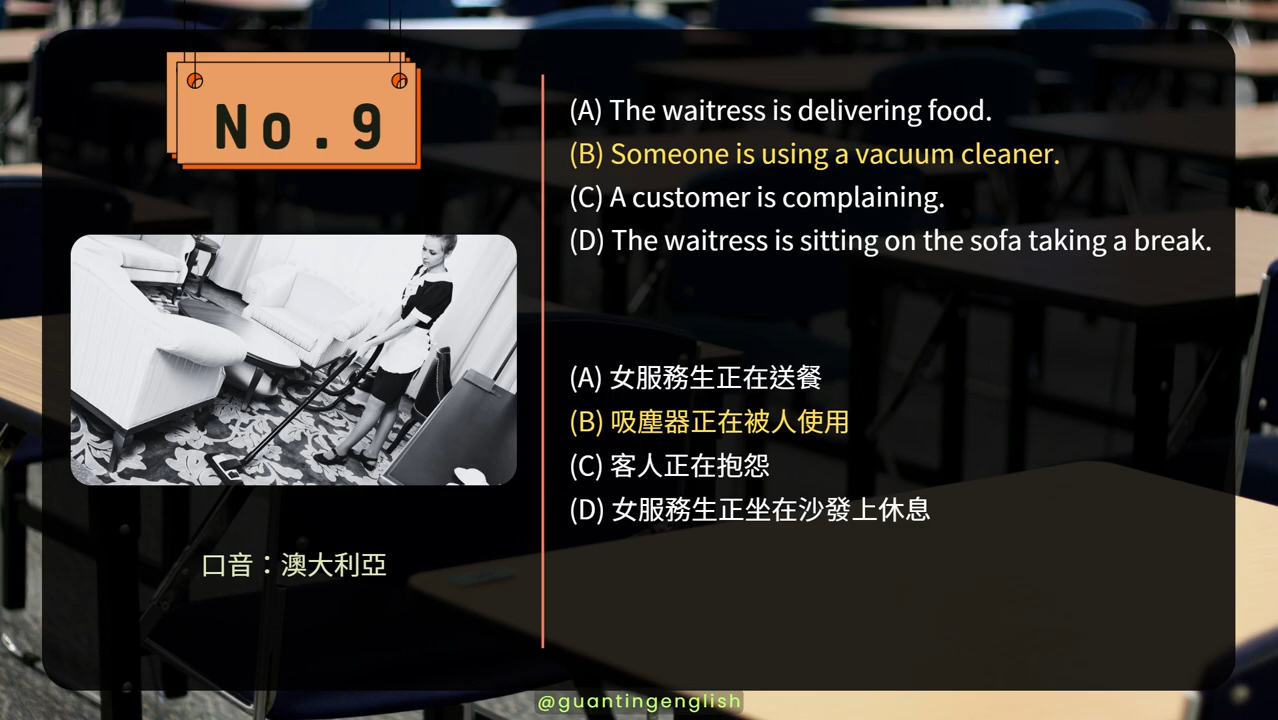 No.9
口音：澳大利亞
(A) The waitress is delivering food.
(B) Someone is using a vacuum cleaner.
(C) A customer is complaining.
(D) The waitress is sitting on the sofa taking a break.
(A) 女服務生正在送餐
(B) 吸塵器正在被人使用
(C) 客人正在抱怨
(D) 女服務生正坐在沙發上休息
@guantingenglish